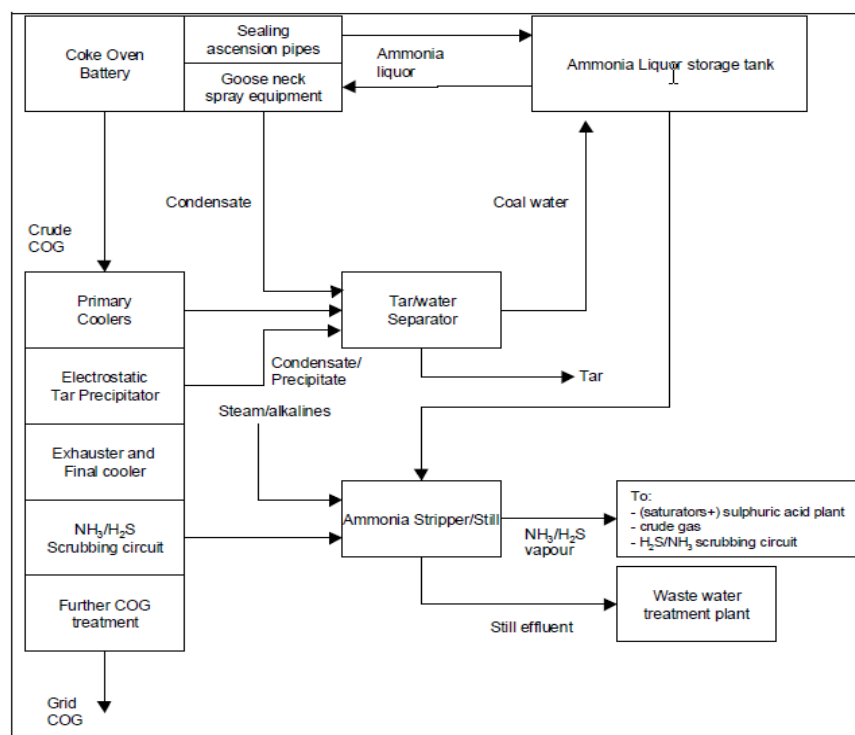 Coke Oven
Battery
Sealing
ascension pipes
Goose neck
spray equipment
Ammonia
liquor
Ammonia Liquor storage tank
Condensate
Coal water
Crude
COG
Primary
Coolers
Tar/water
Separator
Electrostatic
Tar Precipitator
Condensate/
Precipitate
Tar
Steam/alkalines
Exhauster and
Final cooler
NH₃/H₂S
Scrubbing circuit
Ammonia Stripper/Still
NH₃/H₂S
vapour
To:
- (saturators+) sulphuric acid plant
- crude gas
- H₂S/NH₃ scrubbing circuit
Further COG
treatment
Still effluent
Waste water
treatment plant
Grid
COG